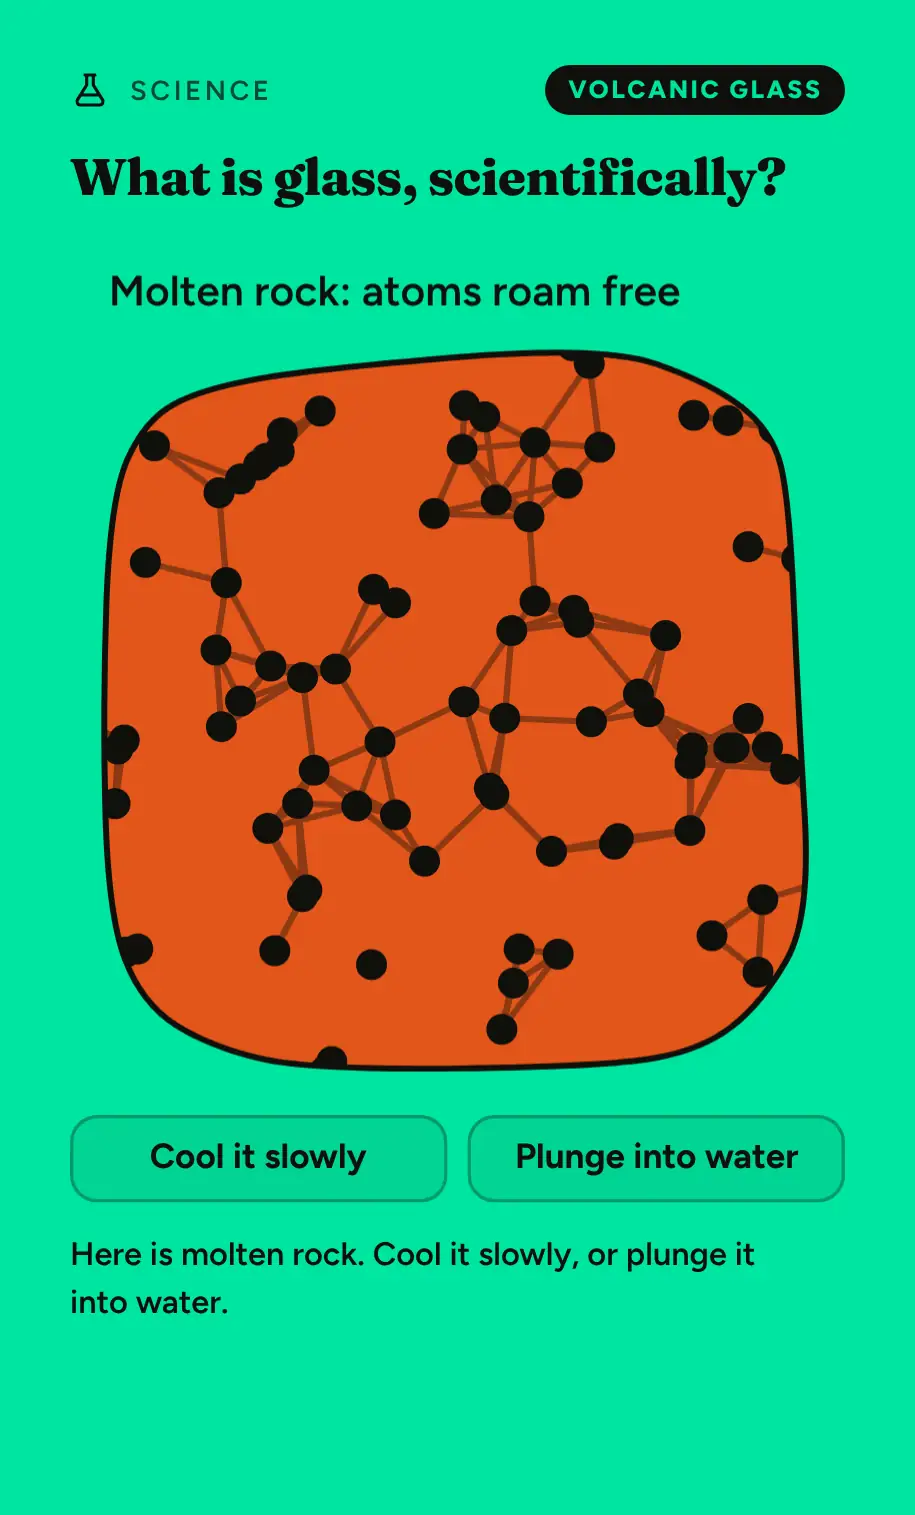 SCIENCE
VOLCANIC GLASS
What is glass, scientifically?
Molten rock: atoms roam free
Cool it slowly
Plunge into water
Here is molten rock. Cool it slowly, or plunge it
into water.